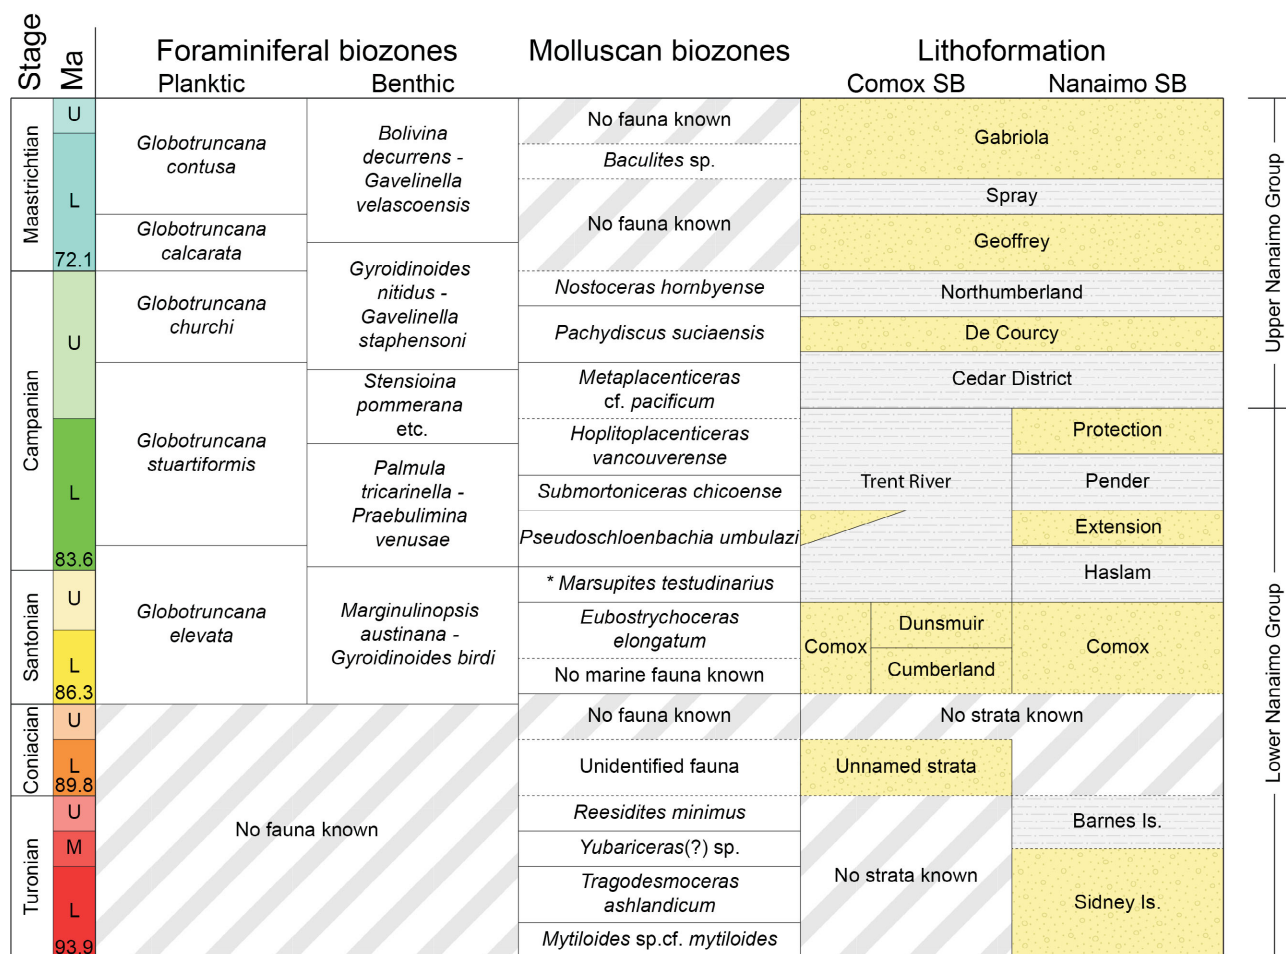 Stage
Ma
Foraminiferal biozones
Planktic
Benthic
Molluscan biozones
Lithoformation
Comox SB
Nanaimo SB
Maastrichtian
U
L
72.1
Campanian
U
L
83.6
Santonian
U
L
86.3
Coniacian
U
L
89.8
Turonian
U
M
L
93.9
Globotruncana
contusa
Globotruncana
calcarata
Globotruncana
churchi
Globotruncana
stuartiformis
Globotruncana
elevata
No fauna known
Bolivina
decurrens -
Gavelinella
velascoensis
Gyroidinoides
nitidus -
Gavelinella
staphensoni
Stensioina
pommerana
etc.
Palmula
tricarinella -
Praebulimina
venusae
Marginulinopsis
austinana -
Gyroidinoides birdi
No fauna known
Baculites sp.
No fauna known
Nostoceras hornbyense
Pachydiscus suciaensis
Metaplacenticeras
cf. pacificum
Hoplitoplacenticeras
vancouverense
Submortoniceras chicoense
Pseudoschloenbachia umbulazi
* Marsupites testudinarius
Eubostrychoceras
elongatum
No marine fauna known
No fauna known
Unidentified fauna
Reesidites minimus
Yubariceras(?) sp.
Tragodesmoceras
ashlandicum
Mytiloides sp.cf. mytiloides
Gabriola
Spray
Geoffrey
Northumberland
De Courcy
Cedar District
Trent River
Protection
Pender
Extension
Haslam
Comox
Dunsmuir
Cumberland
Comox
No strata known
Unnamed strata
No strata known
Barnes Is.
Sidney Is.
Upper Nanaimo Group
Lower Nanaimo Group